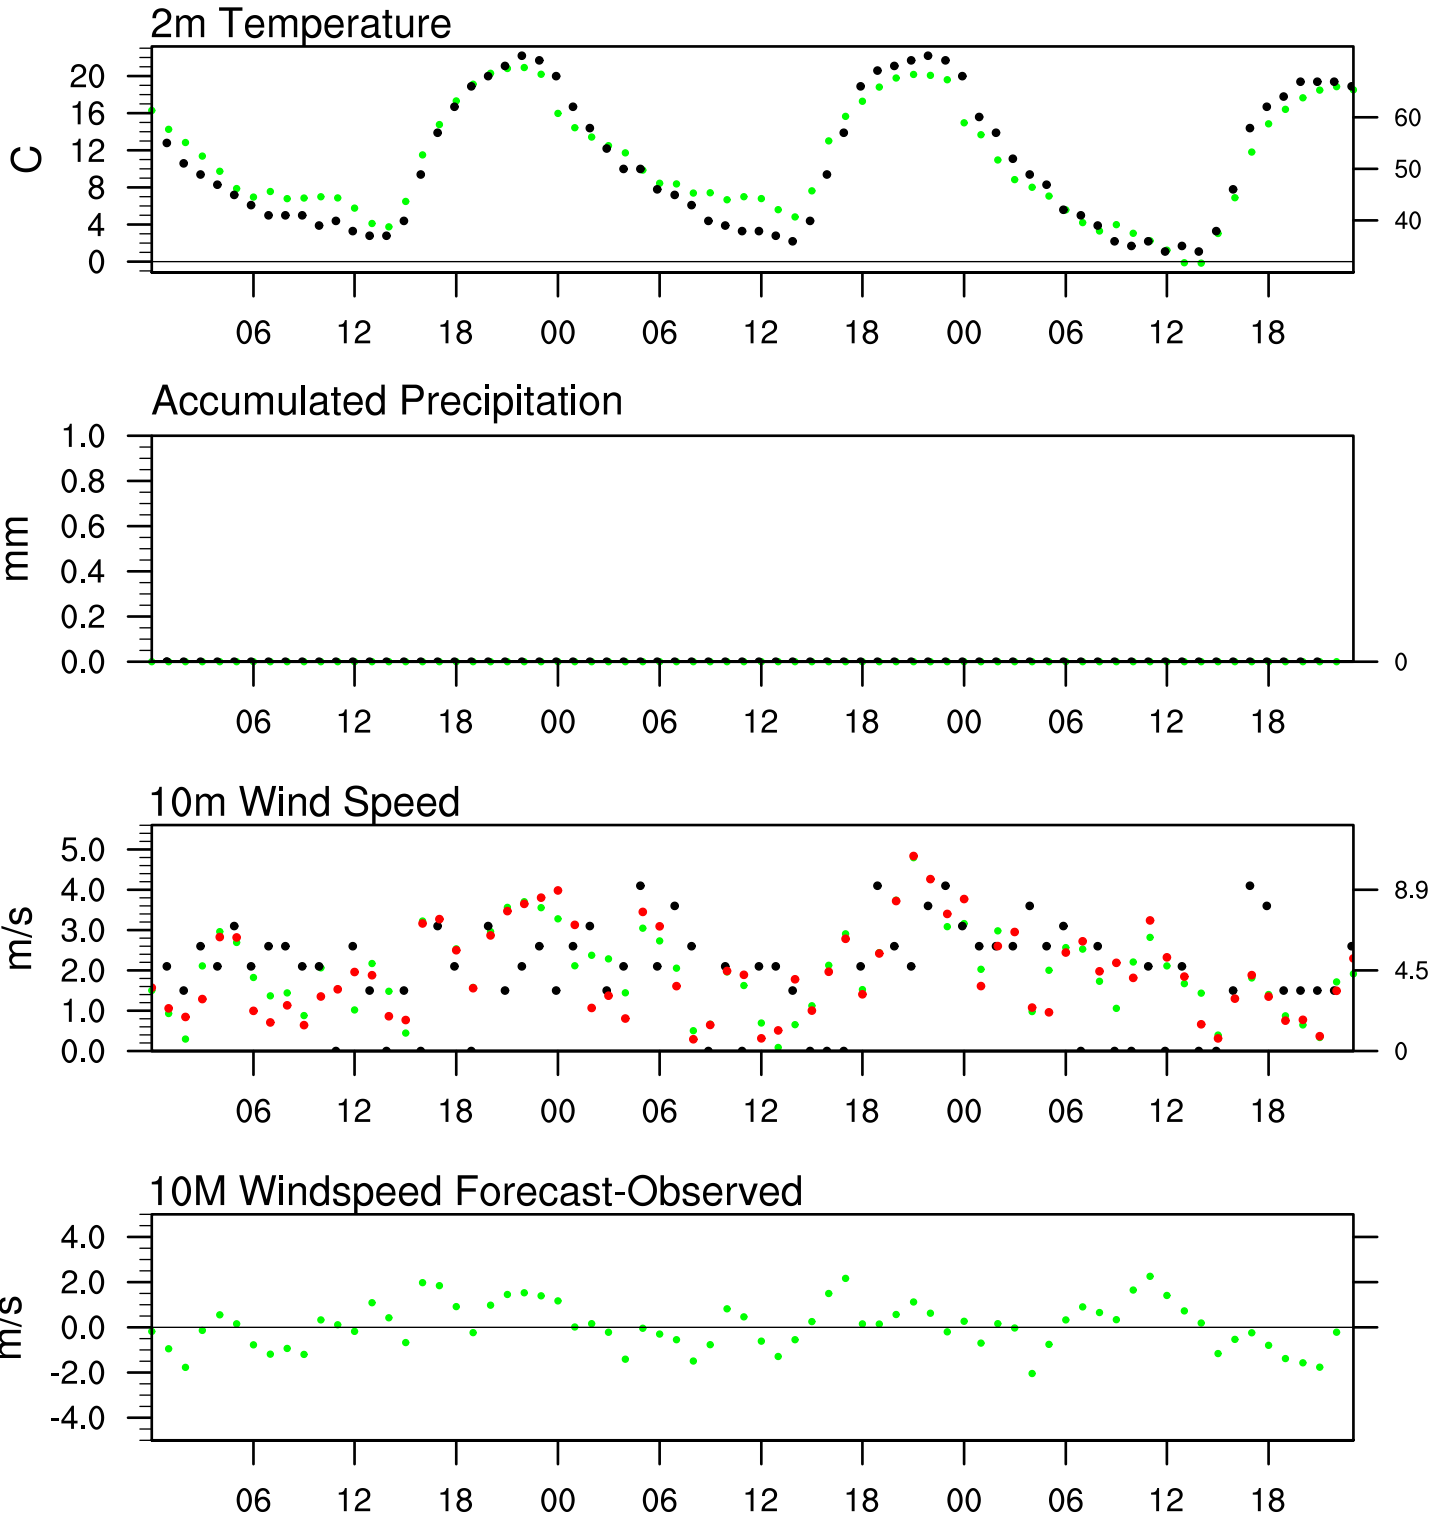 2m Temperature
20
16
12
8
4
0
C
60
50
40
06 12 18 00 06 12 18 00 06 12 18
Accumulated Precipitation
1.0
0.8
0.6
0.4
0.2
0.0
mm
0
06 12 18 00 06 12 18 00 06 12 18
10m Wind Speed
5.0
4.0
3.0
2.0
1.0
0.0
m/s
8.9
4.5
0
06 12 18 00 06 12 18 00 06 12 18
10M Windspeed Forecast-Observed
4.0
2.0
0.0
-2.0
-4.0
m/s
06 12 18 00 06 12 18 00 06 12 18